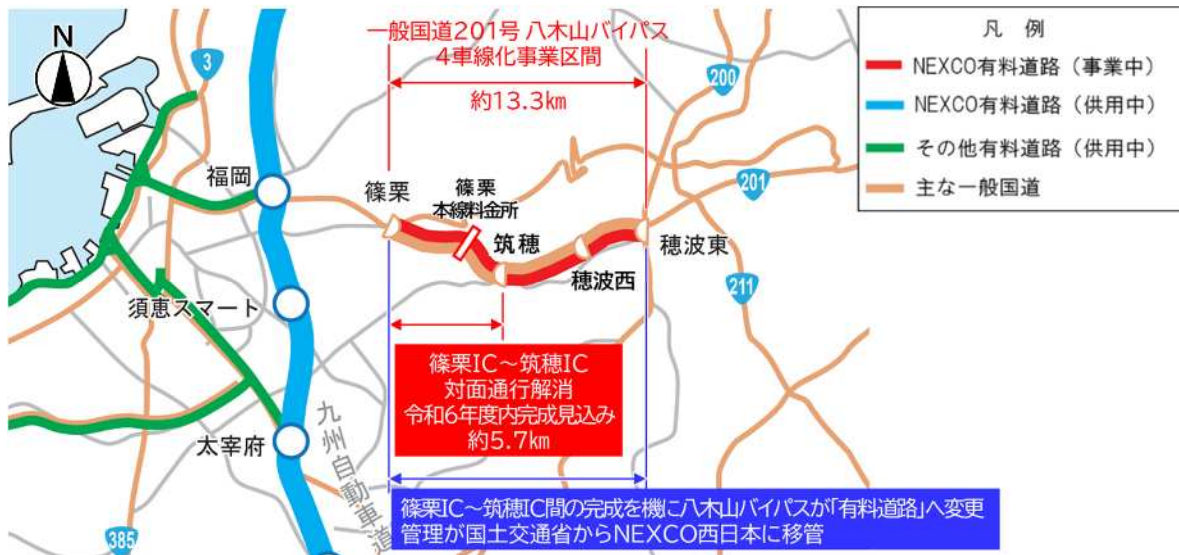 一般国道201号 八木山バイパス
4車線化事業区間
約13.3㎞
凡 例
NEXCO有料道路（事業中）
NEXCO有料道路（供用中）
その他有料道路（供用中）
主な一般国道
N
3
200
201
211
385
福岡
須恵スマート
太宰府
九州自動車道
篠栗
篠栗
本線料金所
筑穂
穂波西
穂波東
篠栗IC～筑穂IC
対面通行解消
令和6年度内完成見込み
約5.7㎞
篠栗IC～筑穂IC間の完成を機に八木山バイパスが「有料道路」へ変更
管理が国土交通省からNEXCO西日本に移管